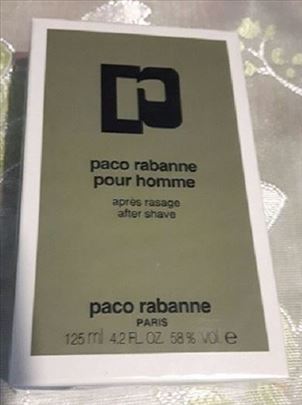 paco rabanne
pour homme
après rasage
after shave
paco rabanne
PARIS
125 ml 4.2 FL.OZ. 58% vol. e